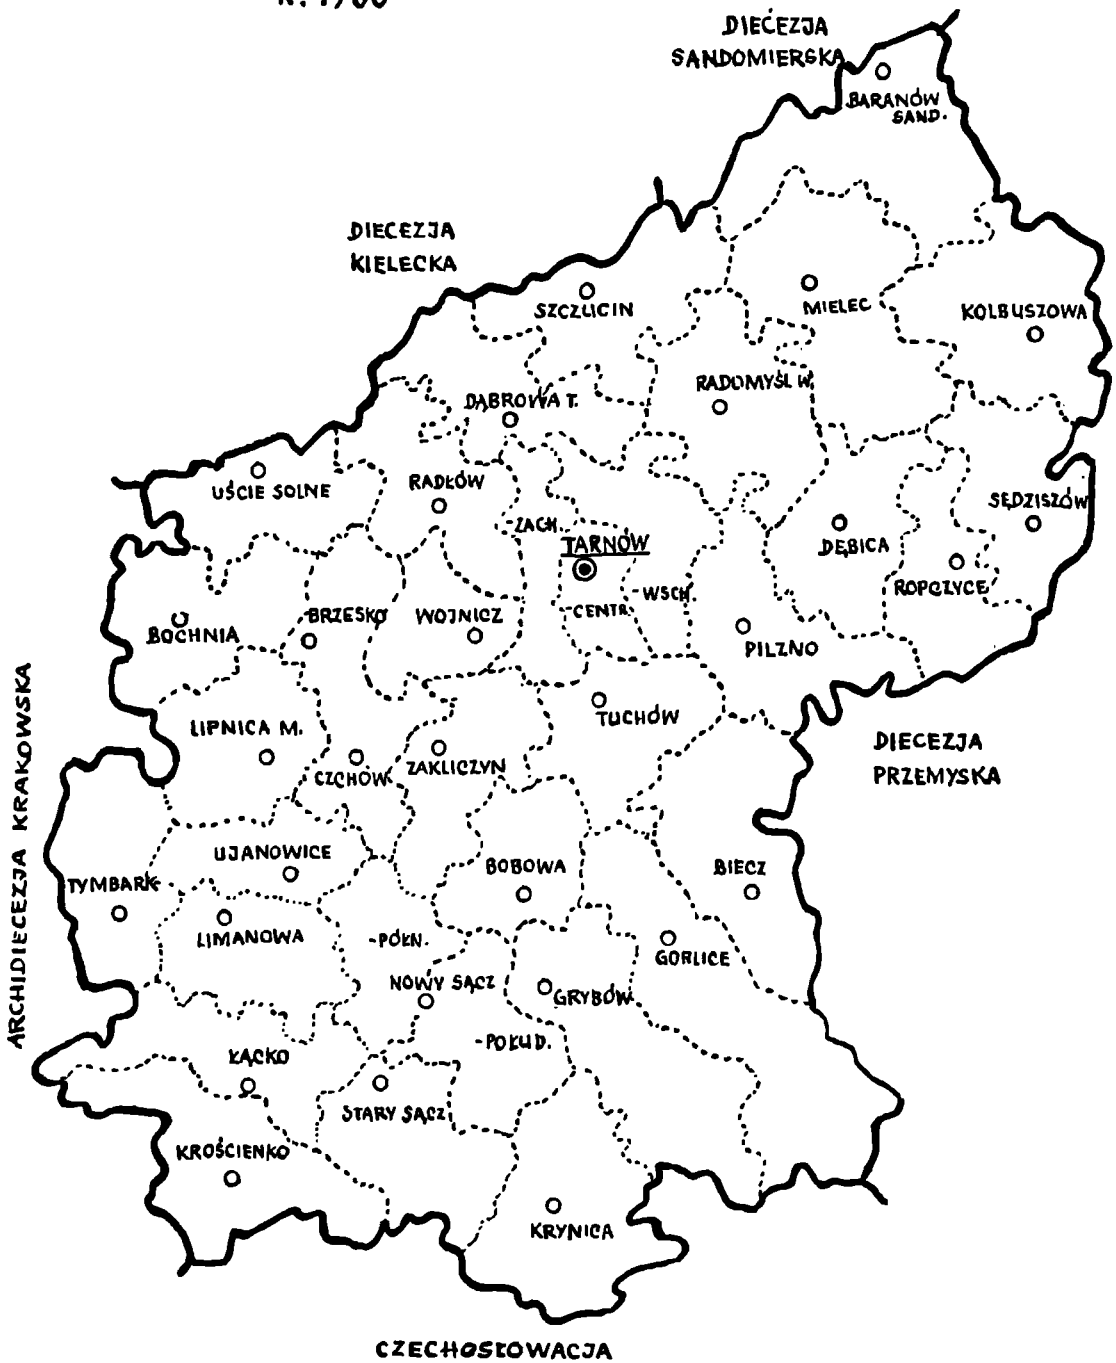 DIECEZJA
SANDOMIERSKA
BARANÓW
SAND.
DIECEZJA
KIELECKA
SZCZUCIN
MIELEC
KOLBUSZOWA
DĄBROWA T.
RADOMYŚL W.
UŚCIE SOLNE
RADŁÓW
SĘDZISZÓW
-ZACH.
TARNÓW
DĘBICA
ROPCZYCE
-WSCH.
-CENTR.
BOCHNIA
BRZESKO
WOJNICZ
PILZNO
ARCHIDIECEZJA KRAKOWSKA
LIPNICA M.
TUCHÓW
DIECEZJA
PRZEMYSKA
CZCHÓW
ZAKLICZYN
UJANOWICE
BOBOWA
BIECZ
TYMBARK
LIMANOWA
-PÓŁN.
GORLICE
NOWY SĄCZ
GRYBÓW
-POŁUD.
ŁĄCKO
STARY SĄCZ
KROŚCIENKO
KRYNICA
CZECHOSŁOWACJA